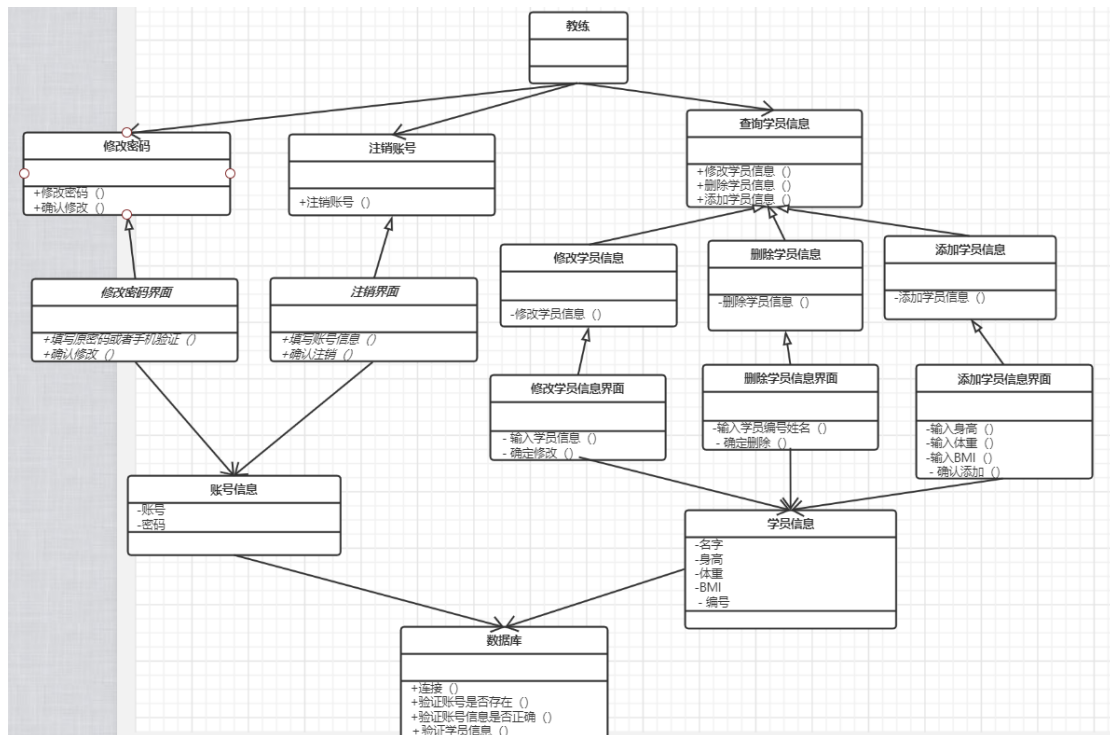 教练
修改密码
+修改密码（）
+确认修改（）
注销账号
+注销账号（）
查询学员信息
+修改学员信息（）
+删除学员信息（）
+添加学员信息（）
修改密码界面
+填写原密码或者手机验证（）
+确认修改（）
注销界面
+填写账号信息（）
+确认注销（）
修改学员信息
-修改学员信息（）
删除学员信息
-删除学员信息（）
添加学员信息
-添加学员信息（）
修改学员信息界面
- 输入学员信息（）
- 确定修改（）
删除学员信息界面
-输入学员编号姓名（）
- 确定删除（）
添加学员信息界面
-输入身高（）
-输入体重（）
-输入BMI（）
- 确认添加（）
账号信息
-账号
-密码
学员信息
-名字
-身高
-体重
-BMI
- 编号
数据库
+连接（）
+验证账号是否存在（）
+验证账号信息是否正确（）
+验证学员信息（）